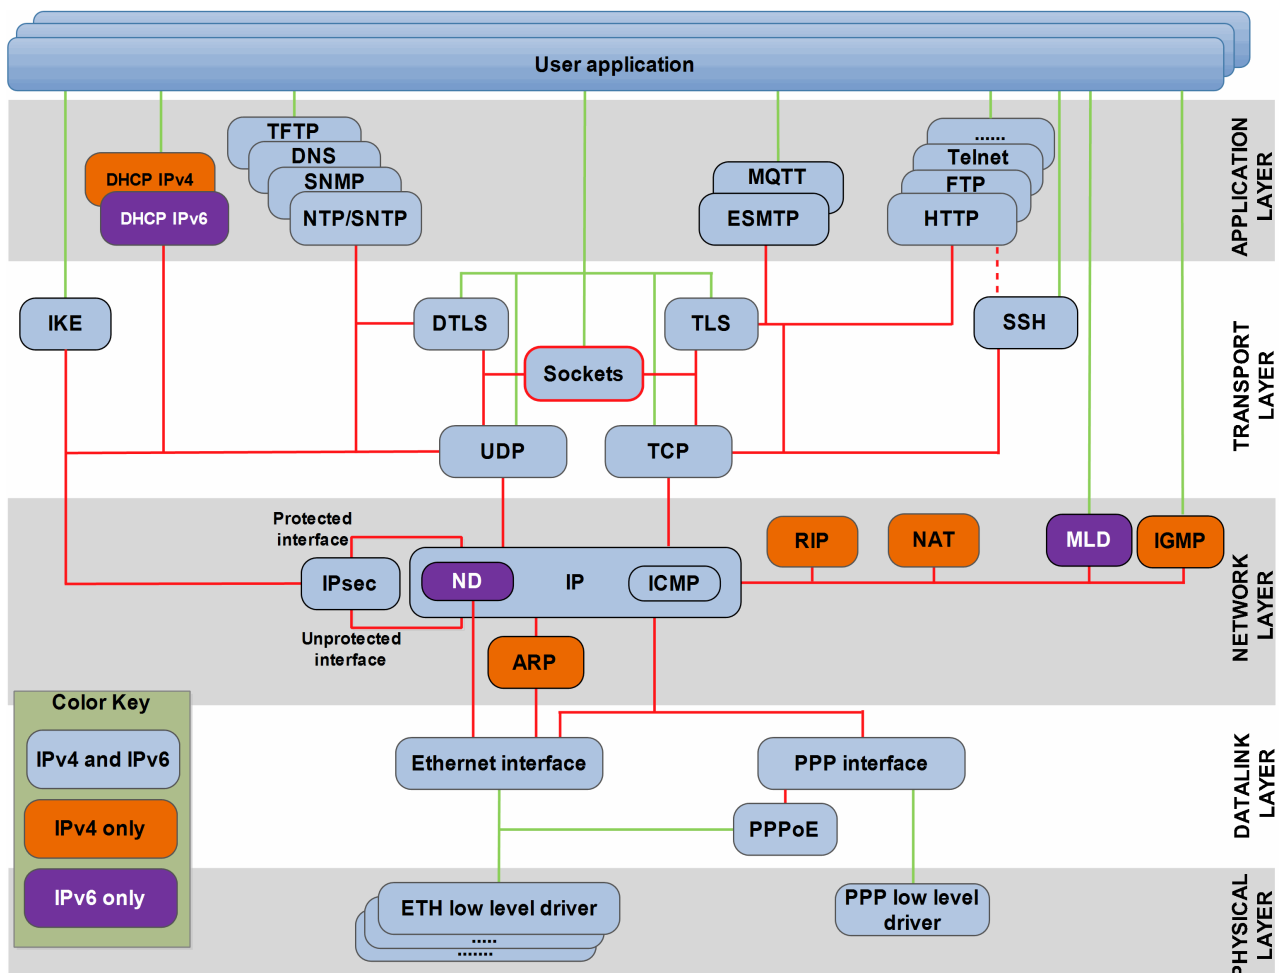 User application
APPLICATION
LAYER
TFTP
DNS
SNMP
NTP/SNTP
DHCP IPv4
DHCP IPv6
MQTT
ESMTP
......
Telnet
FTP
HTTP
TRANSPORT
LAYER
IKE
DTLS
TLS
SSH
Sockets
UDP
TCP
NETWORK
LAYER
Protected
interface
IPsec
Unprotected
interface
ND
IP
ICMP
ARP
RIP
NAT
MLD
IGMP
Color Key
IPv4 and IPv6
IPv4 only
IPv6 only
DATALINK
LAYER
Ethernet interface
PPP interface
PPPoE
PHYSICAL
LAYER
ETH low level driver
.....
.......
PPP low level
driver